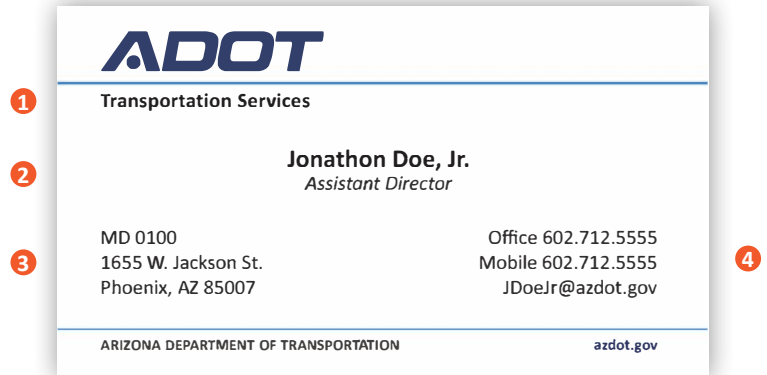 ADOT
1 Transportation Services
2 Jonathon Doe, Jr.
Assistant Director
MD 0100 Office 602.712.5555
3 1655 W. Jackson St. Mobile 602.712.5555 4
Phoenix, AZ 85007 JDoeJr@azdot.gov
ARIZONA DEPARTMENT OF TRANSPORTATION azdot.gov